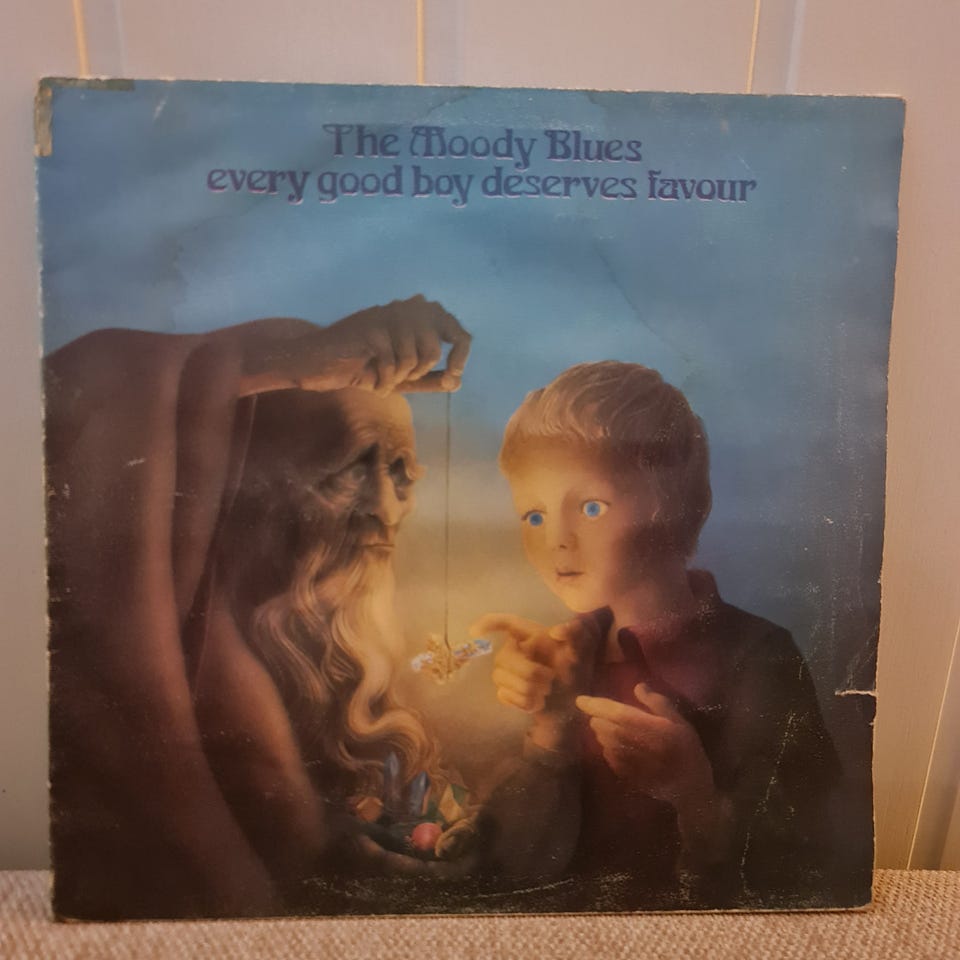 The Moody Blues
every good boy deserves favour